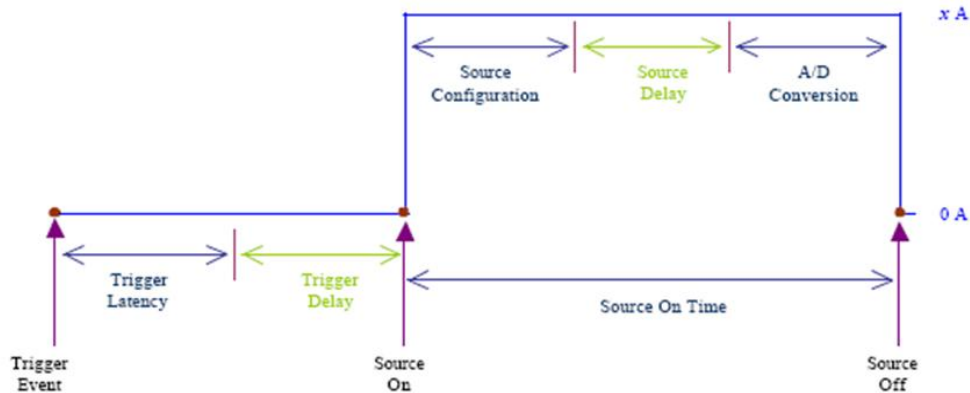 x A
Source
Configuration
Source
Delay
A/D
Conversion
0 A
Trigger
Latency
Trigger
Delay
Source On Time
Trigger
Event
Source
On
Source
Off